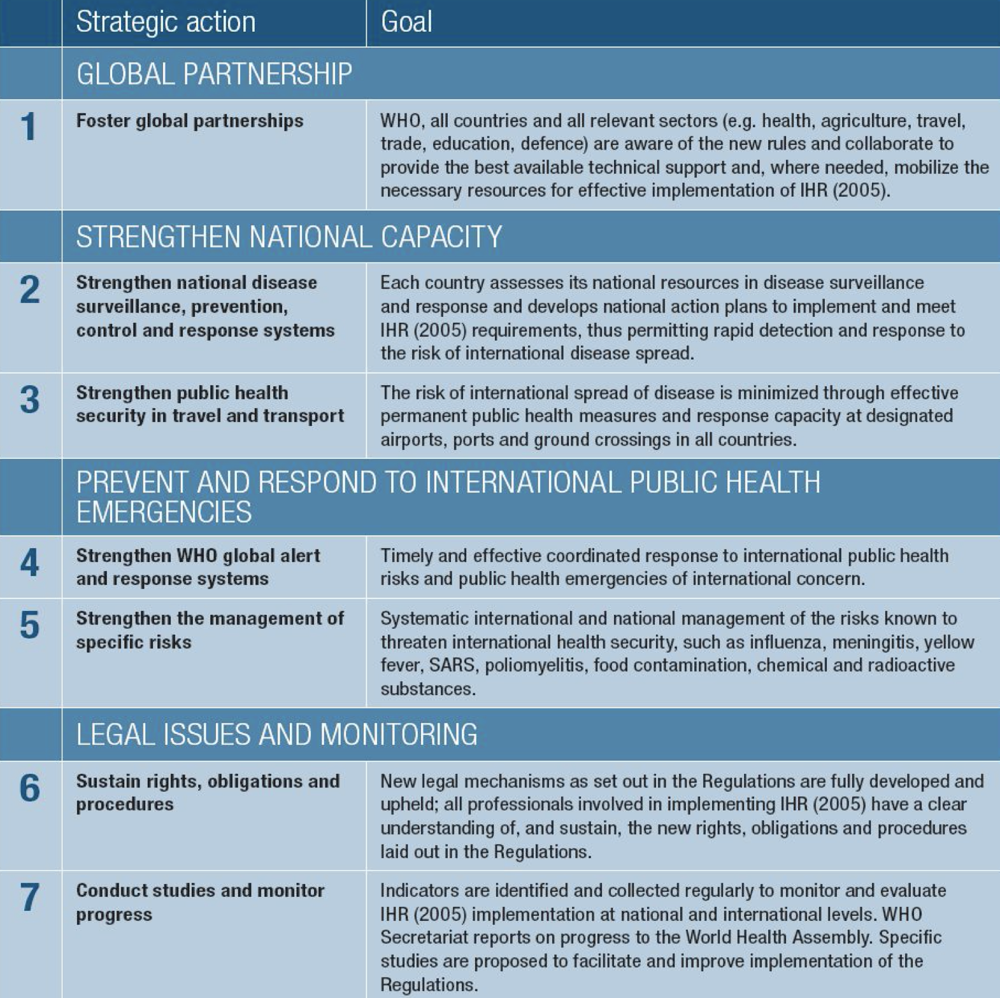 Strategic action
Goal
GLOBAL PARTNERSHIP
1
Foster global partnerships
WHO, all countries and all relevant sectors (e.g. health, agriculture, travel,
trade, education, defence) are aware of the new rules and collaborate to
provide the best available technical support and, where needed, mobilize the
necessary resources for effective implementation of IHR (2005).
STRENGTHEN NATIONAL CAPACITY
2
Strengthen national disease
surveillance, prevention,
control and response systems
Each country assesses its national resources in disease surveillance
and response and develops national action plans to implement and meet
IHR (2005) requirements, thus permitting rapid detection and response to
the risk of international disease spread.
3
Strengthen public health
security in travel and transport
The risk of international spread of disease is minimized through effective
permanent public health measures and response capacity at designated
airports, ports and ground crossings in all countries.
PREVENT AND RESPOND TO INTERNATIONAL PUBLIC HEALTH
EMERGENCIES
4
Strengthen WHO global alert
and response systems
Timely and effective coordinated response to international public health
risks and public health emergencies of international concern.
5
Strengthen the management of
specific risks
Systematic international and national management of the risks known to
threaten international health security, such as influenza, meningitis, yellow
fever, SARS, poliomyelitis, food contamination, chemical and radioactive
substances.
LEGAL ISSUES AND MONITORING
6
Sustain rights, obligations and
procedures
New legal mechanisms as set out in the Regulations are fully developed and
upheld; all professionals involved in implementing IHR (2005) have a clear
understanding of, and sustain, the new rights, obligations and procedures
laid out in the Regulations.
7
Conduct studies and monitor
progress
Indicators are identified and collected regularly to monitor and evaluate
IHR (2005) implementation at national and international levels. WHO
Secretariat reports on progress to the World Health Assembly. Specific
studies are proposed to facilitate and improve implementation of the
Regulations.